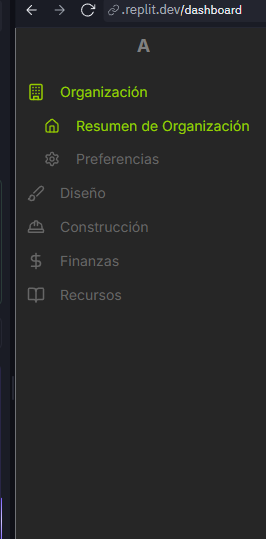 .replit.dev/dashboard
A
Organización
Resumen de Organización
Preferencias
Diseño
Construcción
Finanzas
Recursos